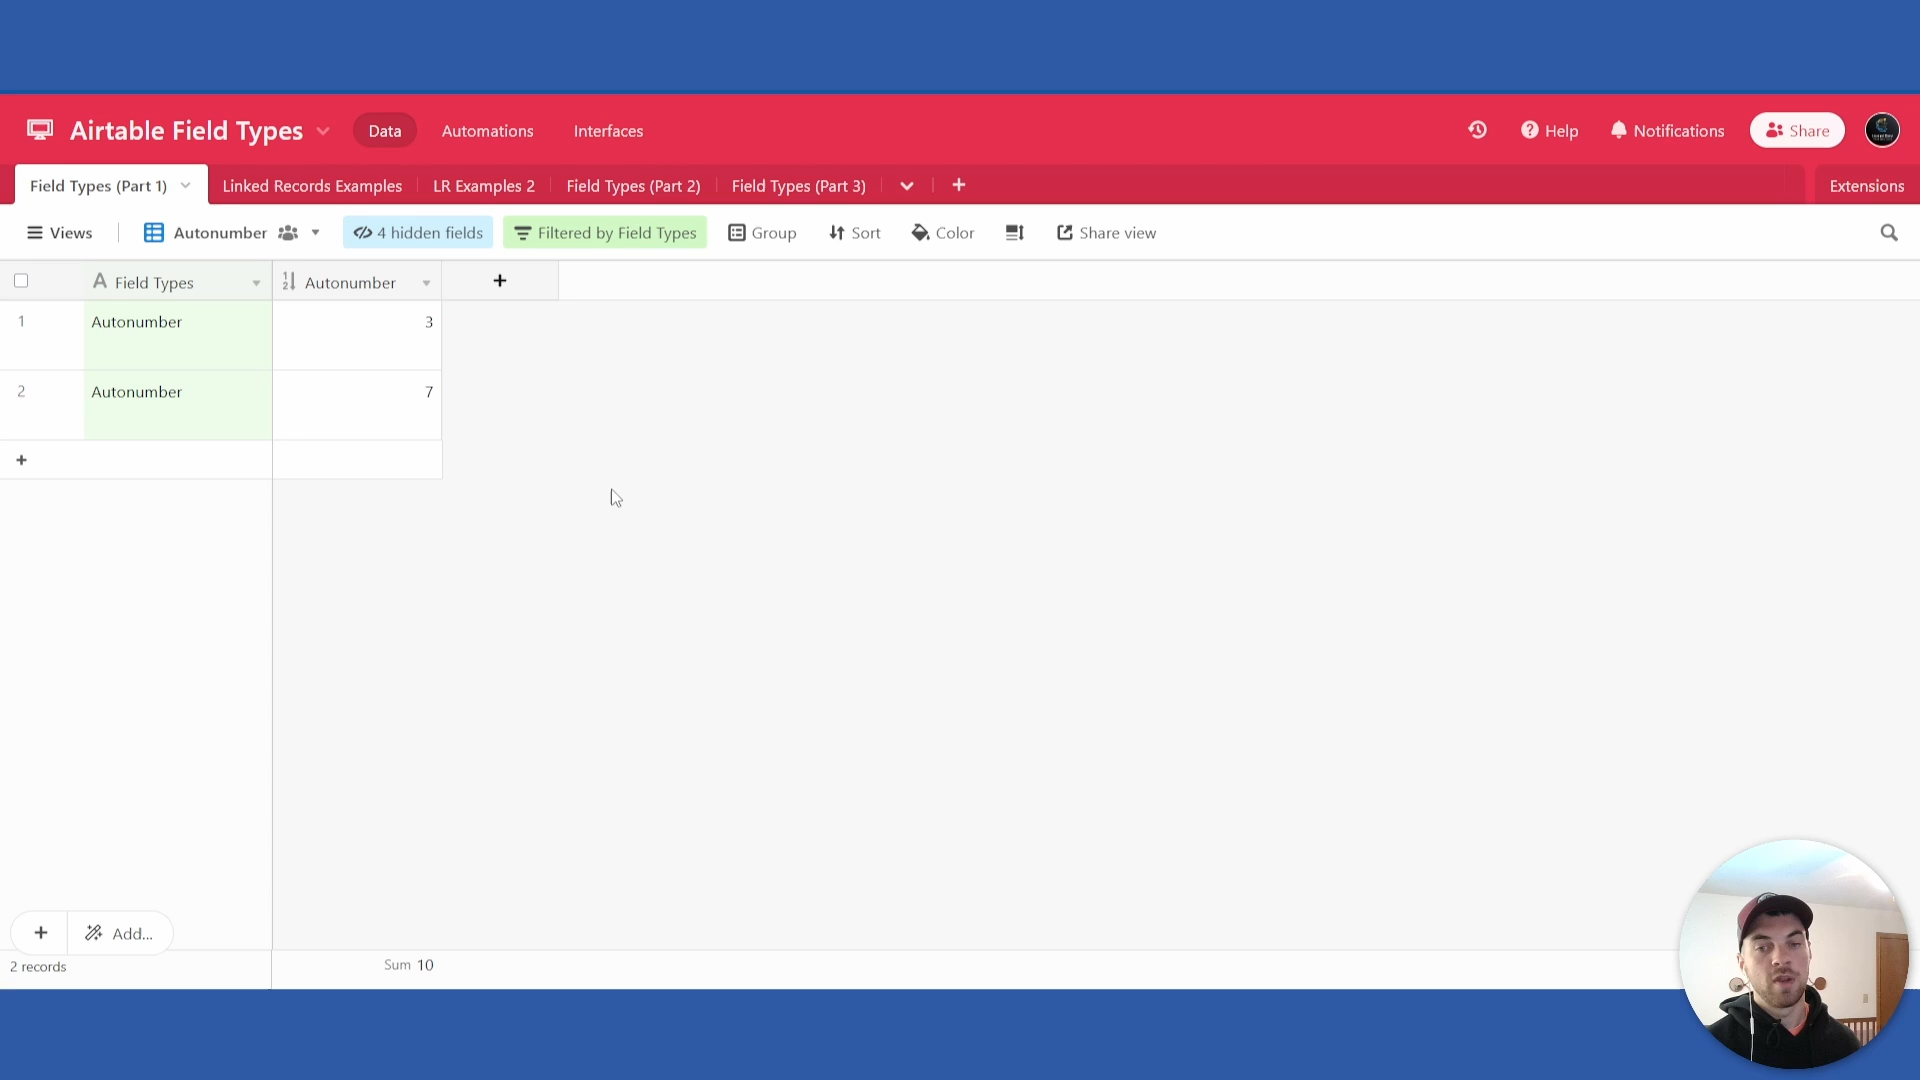 Airtable Field Types Data Automations Interfaces Help Notifications Share
Field Types (Part 1) Linked Records Examples LR Examples 2 Field Types (Part 2) Field Types (Part 3) Extensions
Views Autonumber 4 hidden fields Filtered by Field Types Group Sort Color Share view
Field Types Autonumber
1 Autonumber 3
2 Autonumber 7
Add...
2 records Sum 10